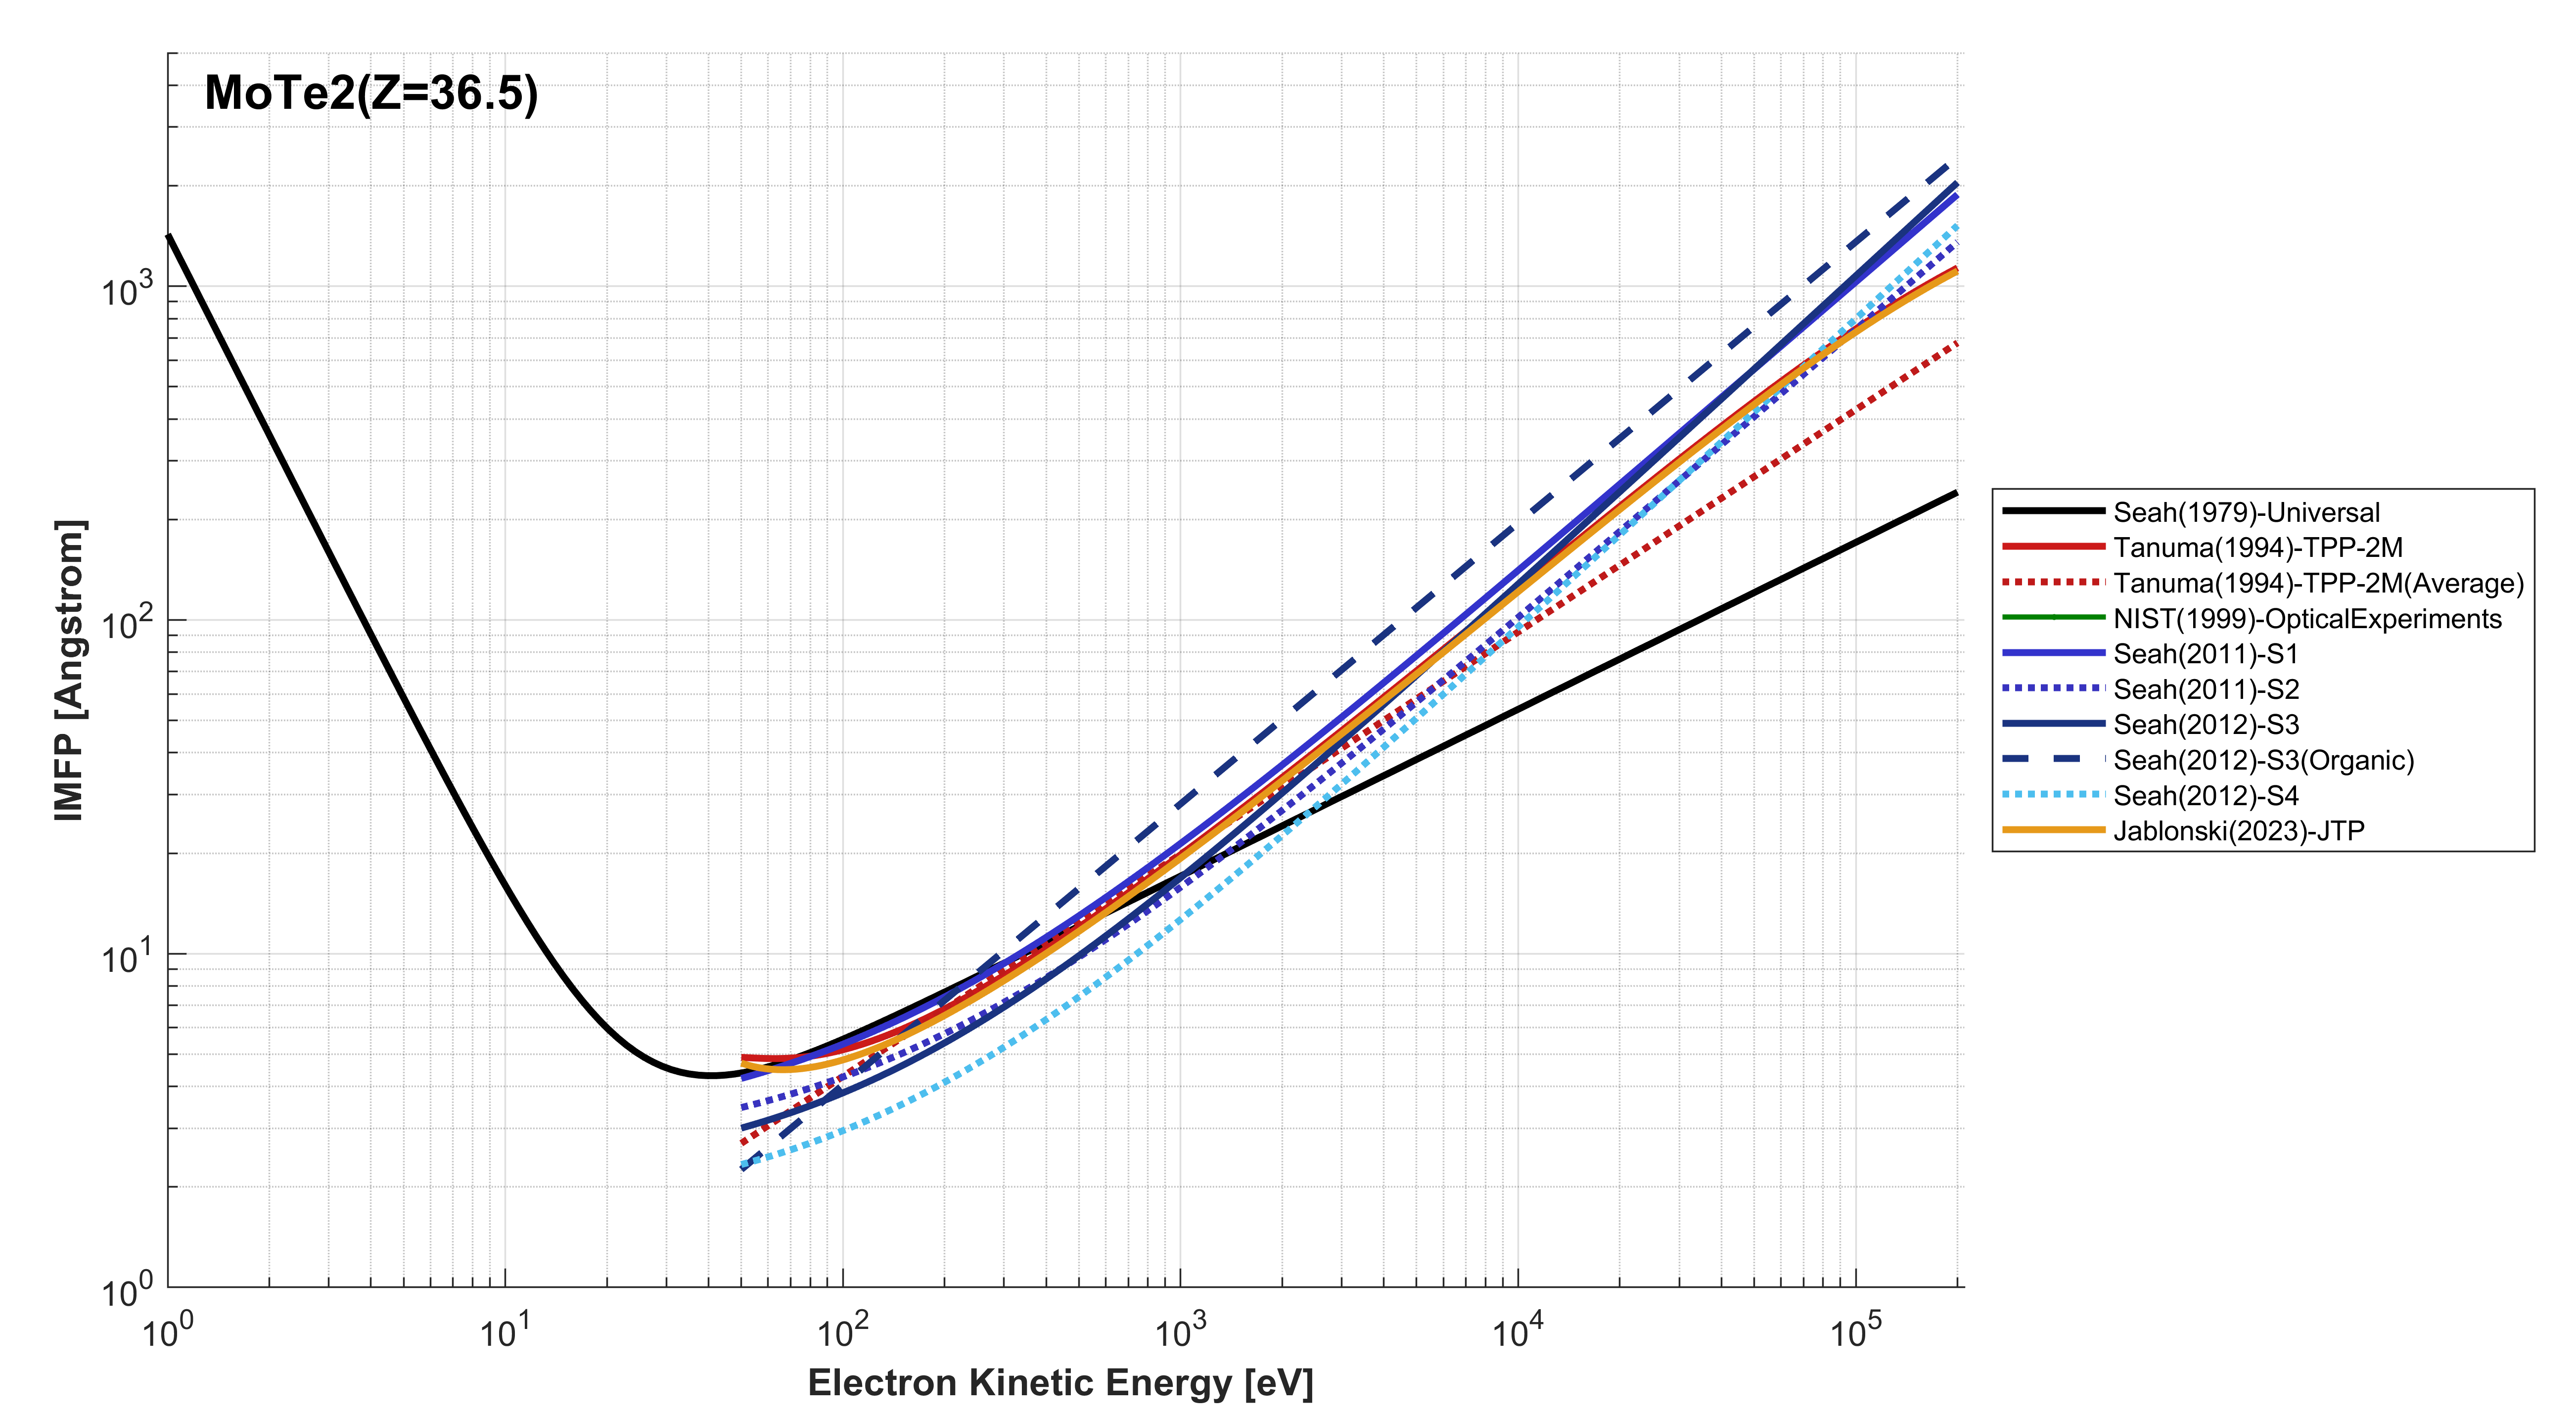 MoTe2(Z=36.5)
IMFP [Angstrom]
10^3
10^2
10^1
10^0
10^0 10^1 10^2 10^3 10^4 10^5
Electron Kinetic Energy [eV]
Seah(1979)-Universal
Tanuma(1994)-TPP-2M
Tanuma(1994)-TPP-2M(Average)
NIST(1999)-OpticalExperiments
Seah(2011)-S1
Seah(2011)-S2
Seah(2012)-S3
Seah(2012)-S3(Organic)
Seah(2012)-S4
Jablonski(2023)-JTP